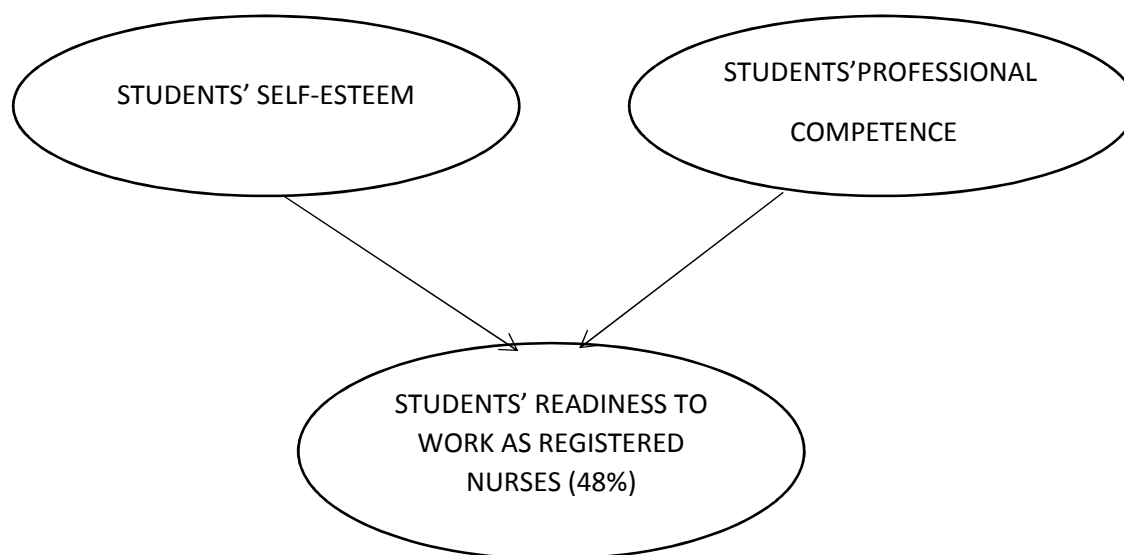 STUDENTS’ SELF-ESTEEM
STUDENTS’PROFESSIONAL
COMPETENCE
STUDENTS’ READINESS TO
WORK AS REGISTERED
NURSES (48%)